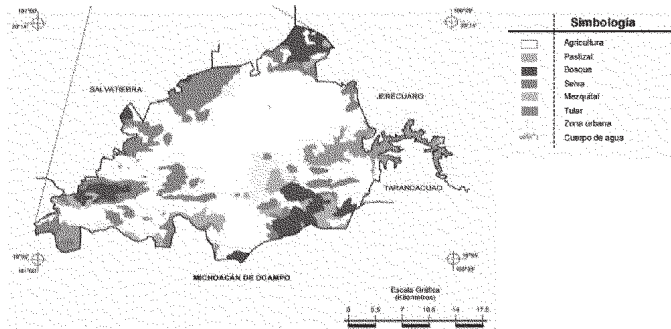 Simbología
Agricultura
Pastizal
Bosque
Selva
Mezquital
Tular
Zona urbana
Cuerpo de agua
SALVATIERRA
JERECUARO
TARANDACUAO
MICHOACÁN DE OCAMPO
Escala Gráfica
(Kilómetros)
0 3.5 7 10.5 14 17.5